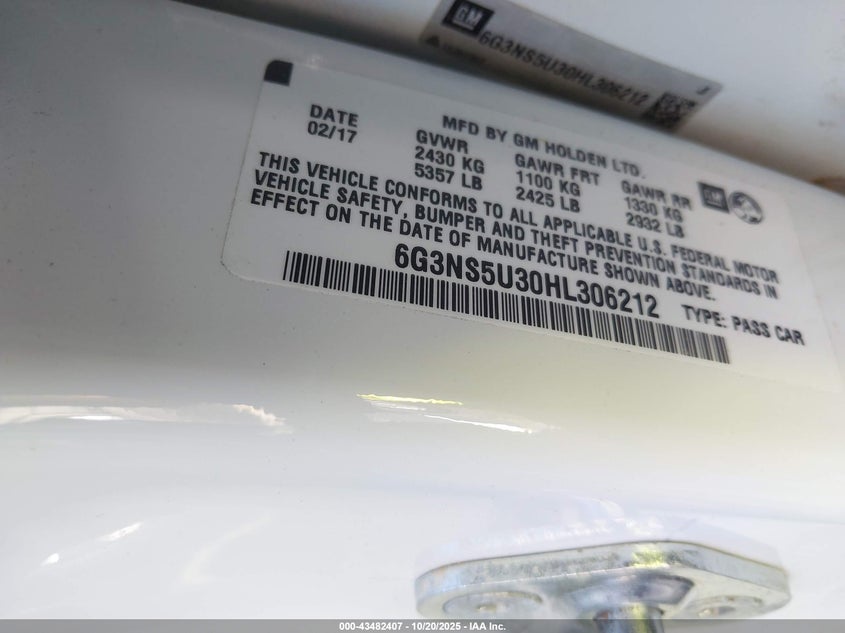 GM
6G3NS5U30HL306212
MFD BY GM HOLDEN LTD.
DATE GVWR GAWR FRT GAWR RR GM
02/17 2430 KG 1100 KG 1330 KG
5357 LB 2425 LB 2932 LB
THIS VEHICLE CONFORMS TO ALL APPLICABLE U.S. FEDERAL MOTOR
VEHICLE SAFETY, BUMPER AND THEFT PREVENTION STANDARDS IN
EFFECT ON THE DATE OF MANUFACTURE SHOWN ABOVE.
6G3NS5U30HL306212
TYPE: PASS CAR
000-43482407 - 10/20/2025 - IAA Inc.